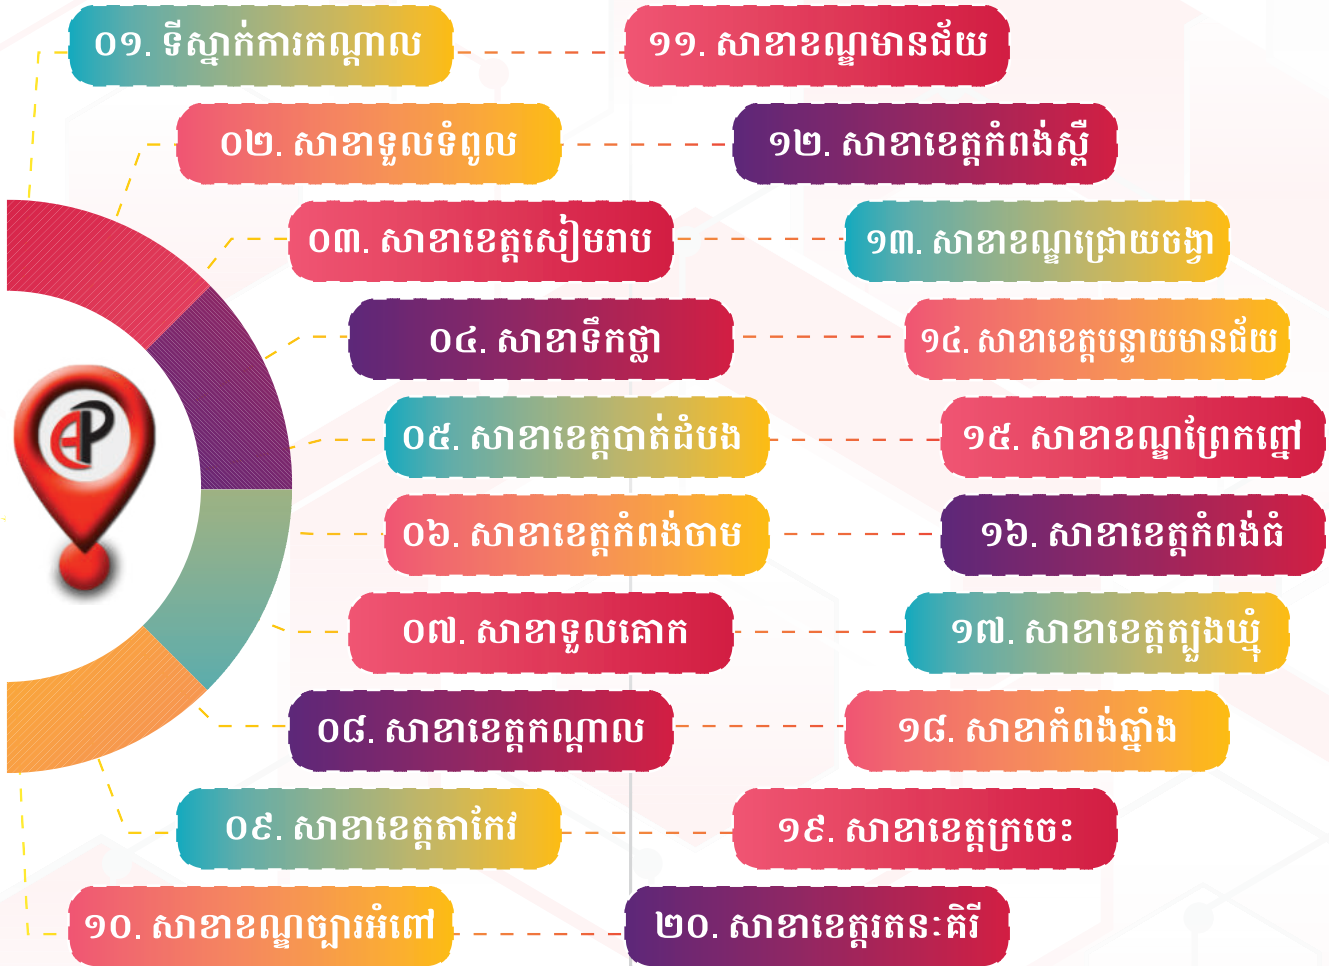 ០១. ទីស្នាក់ការកណ្ដាល
០២. សាខាទួលទំពូល
០៣. សាខាខេត្តសៀមរាប
០៤. សាខាទឹកថ្លា
០៥. សាខាខេត្តបាត់ដំបង
០៦. សាខាខេត្តកំពង់ចាម
០៧. សាខាទួលគោក
០៨. សាខាខេត្តកណ្ដាល
០៩. សាខាខេត្តតាកែវ
១០. សាខាខណ្ឌច្បារអំពៅ
១១. សាខាខណ្ឌមានជ័យ
១២. សាខាខេត្តកំពង់ស្ពឺ
១៣. សាខាខណ្ឌជ្រោយចង្វា
១៤. សាខាខេត្តបន្ទាយមានជ័យ
១៥. សាខាខណ្ឌព្រែកព្នៅ
១៦. សាខាខេត្តកំពង់ធំ
១៧. សាខាខេត្តត្បូងឃ្មុំ
១៨. សាខាកំពង់ឆ្នាំង
១៩. សាខាខេត្តក្រចេះ
២០. សាខាខេត្តរតនៈគិរី